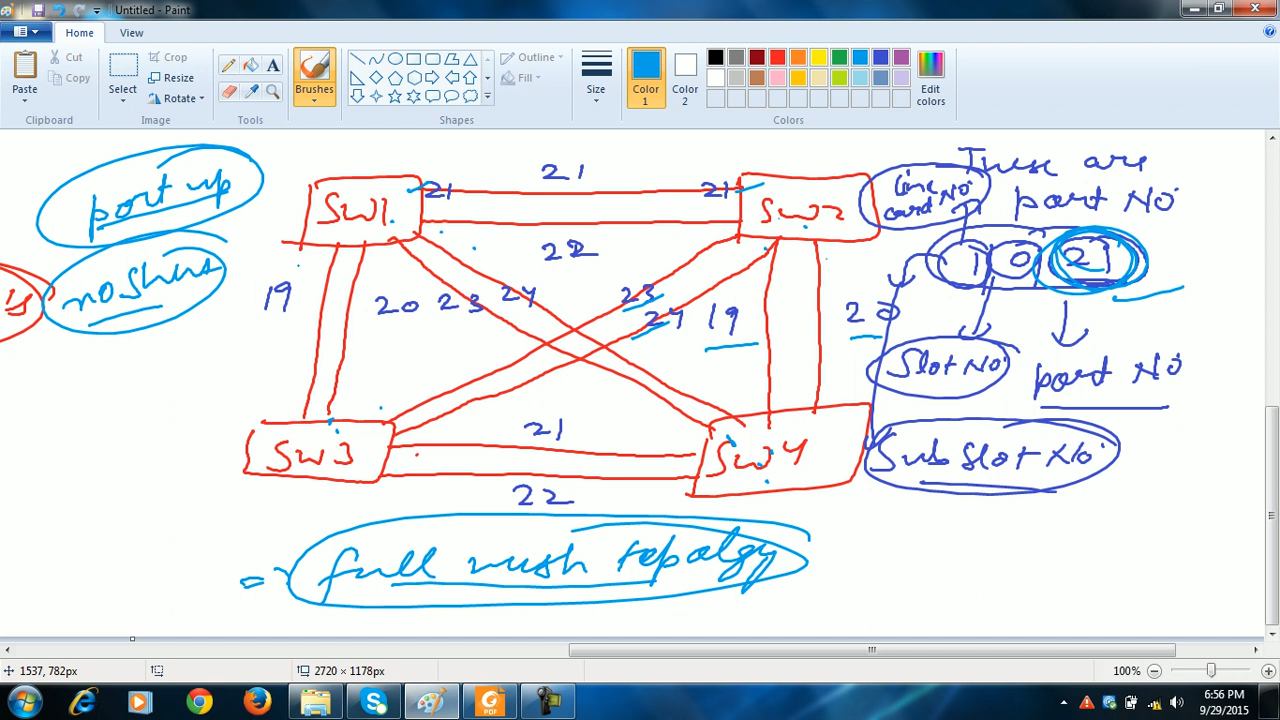 Untitled - Paint
Home
View
Paste
Cut
Copy
Clipboard
Select
Crop
Resize
Rotate
Image
Tools
Brushes
Outline
Fill
Shapes
Size
Color 1
Color 2
Edit colors
Colors
port up
no shut
's
SW1
21
21
21
SW2
22
Line card No
These are
port No
1 0 21
19
20
23
24
23
24
19
20
Slot No
port No
SW3
21
SW4
Sub Slot No
22
=> full mesh topolgy
1537, 782px
2720 × 1178px
100%
PDF
6:56 PM
9/29/2015